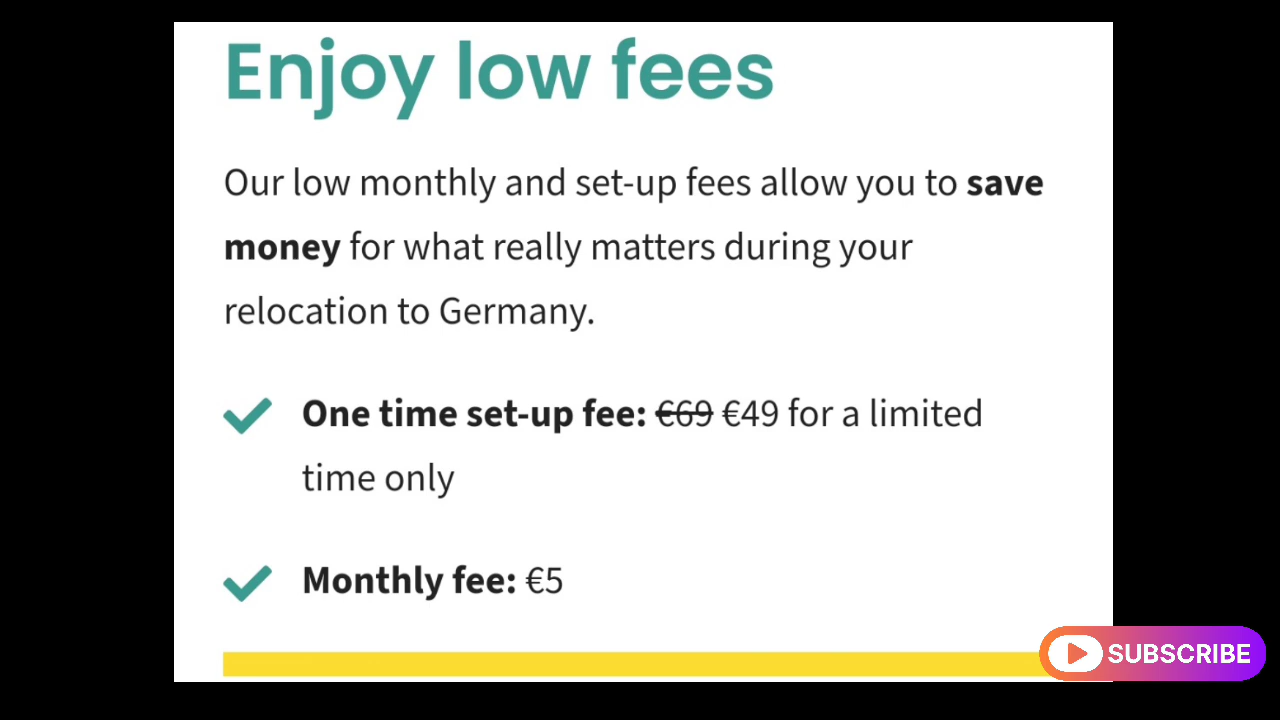 Enjoy low fees
Our low monthly and set-up fees allow you to save
money for what really matters during your
relocation to Germany.
One time set-up fee: €69 €49 for a limited
time only
Monthly fee: €5
SUBSCRIBE